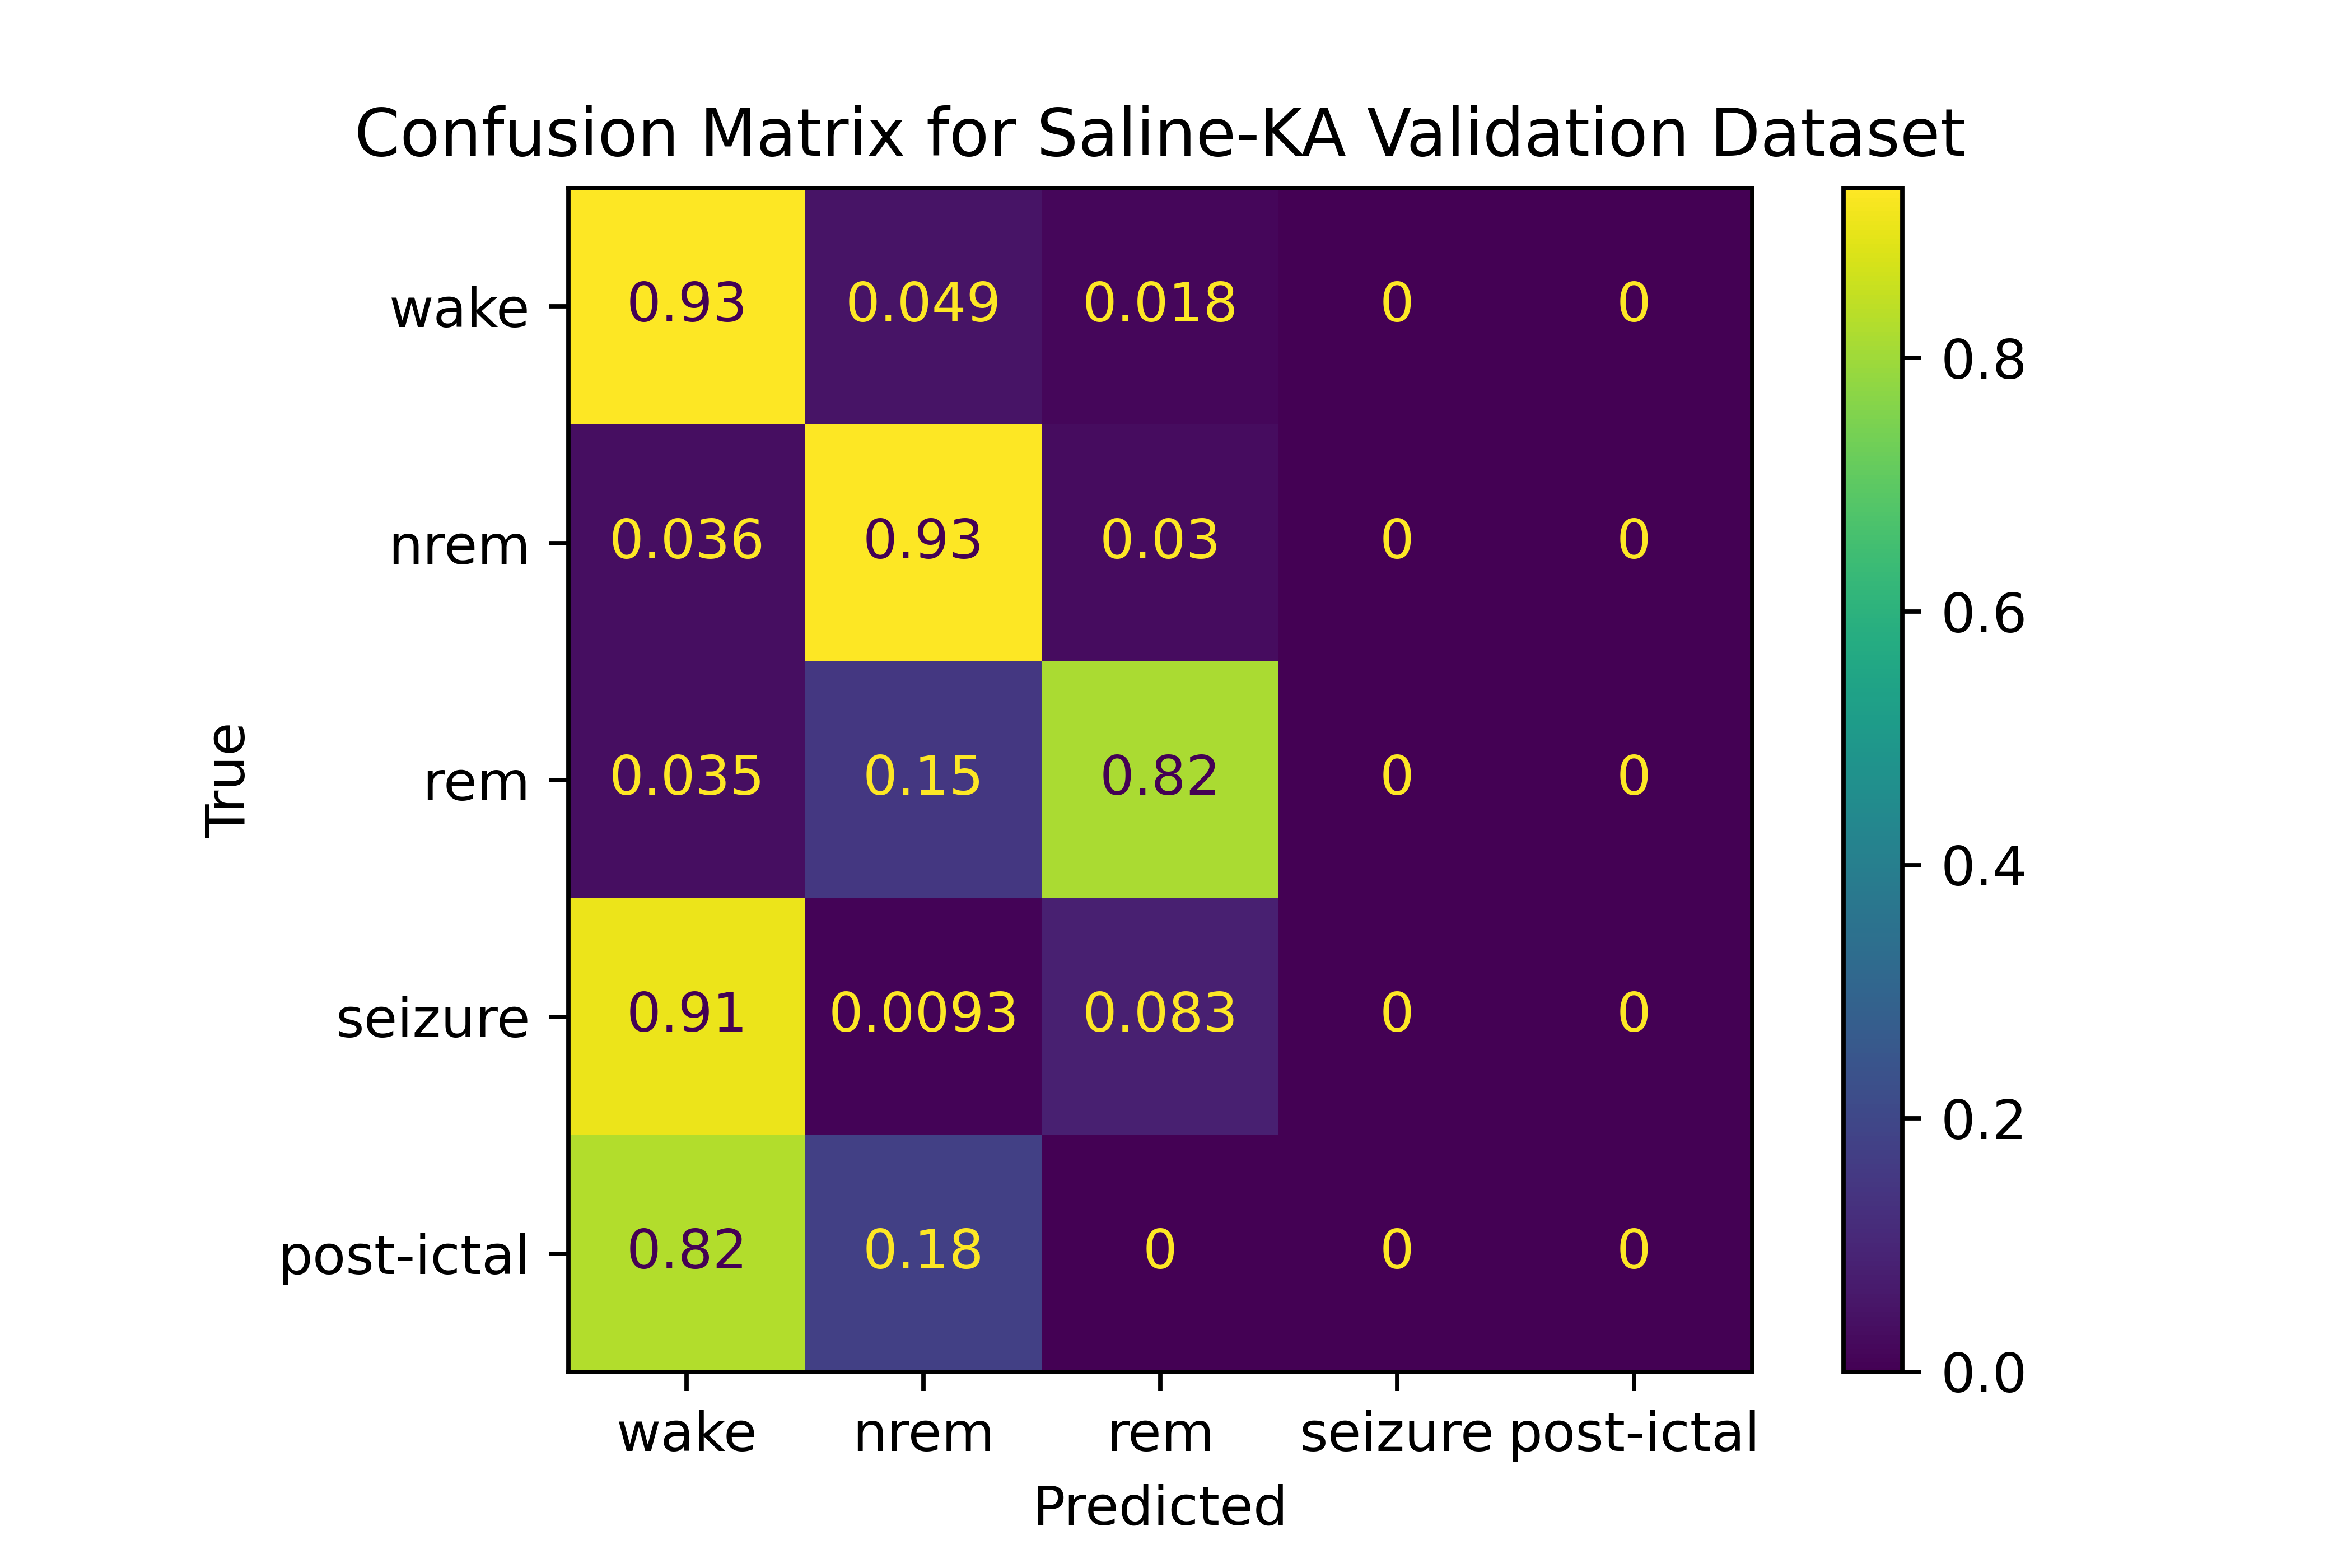 Confusion Matrix for Saline-KA Validation Dataset
wake 0.93 0.049 0.018 0 0
nrem 0.036 0.93 0.03 0 0
rem 0.035 0.15 0.82 0 0
seizure 0.91 0.0093 0.083 0 0
post-ictal 0.82 0.18 0 0 0
wake nrem rem seizure post-ictal
Predicted
True
0.8
0.6
0.4
0.2
0.0